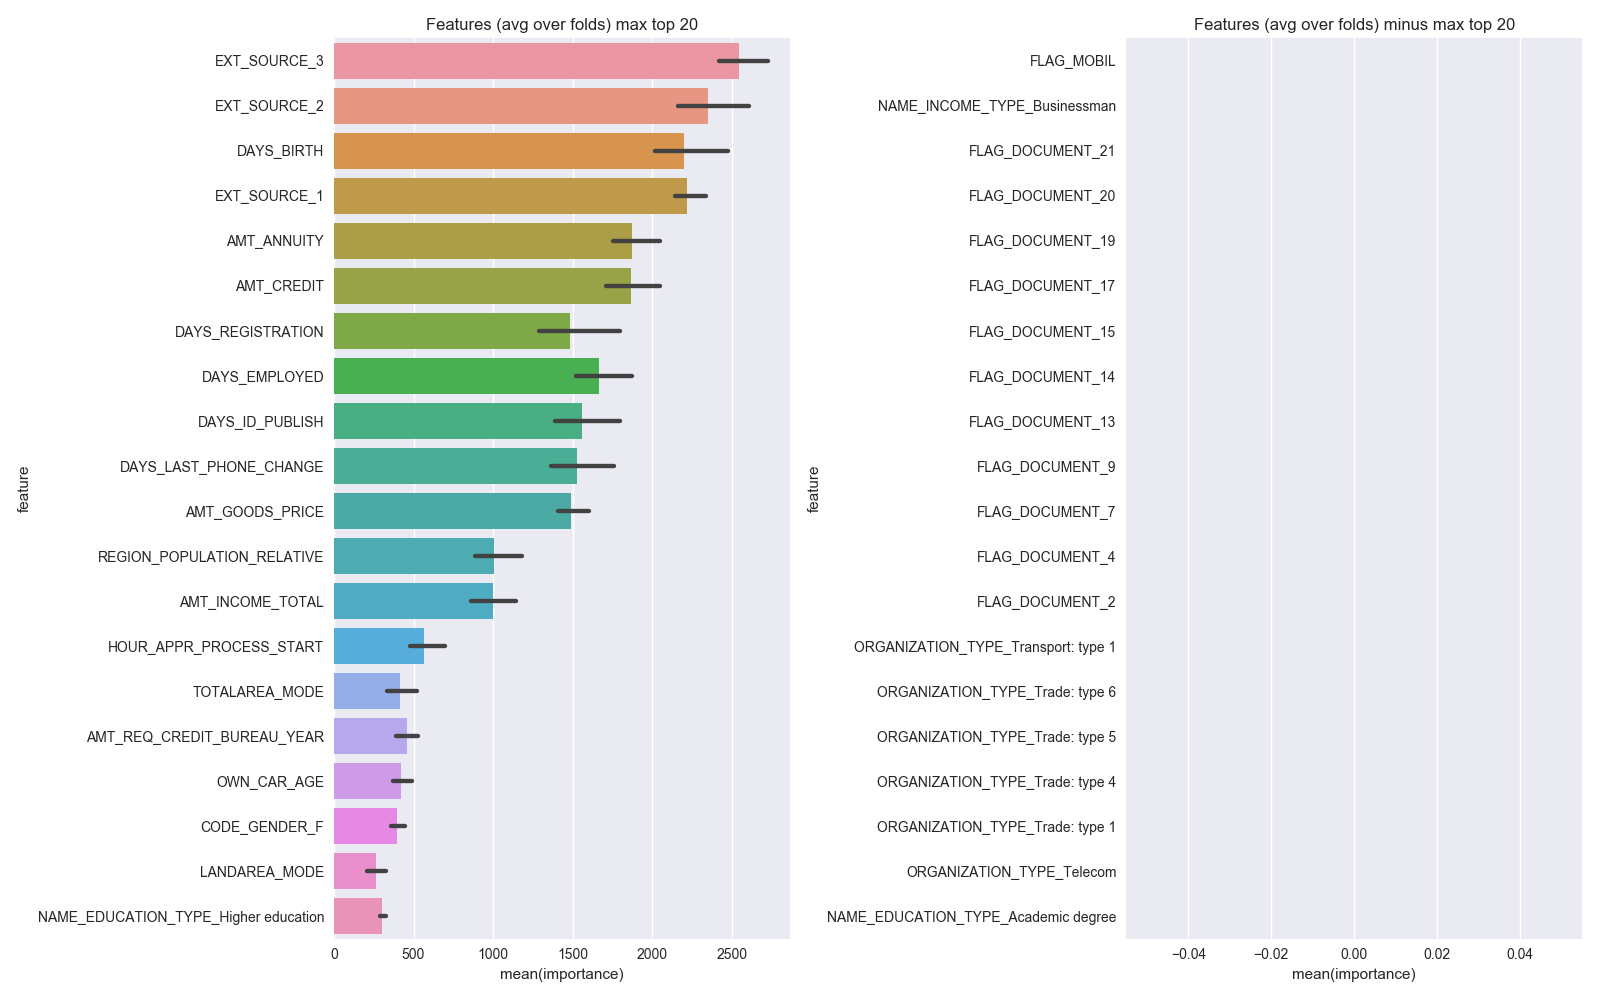 Features (avg over folds) max top 20
feature
EXT_SOURCE_3
EXT_SOURCE_2
DAYS_BIRTH
EXT_SOURCE_1
AMT_ANNUITY
AMT_CREDIT
DAYS_REGISTRATION
DAYS_EMPLOYED
DAYS_ID_PUBLISH
DAYS_LAST_PHONE_CHANGE
AMT_GOODS_PRICE
REGION_POPULATION_RELATIVE
AMT_INCOME_TOTAL
HOUR_APPR_PROCESS_START
TOTALAREA_MODE
AMT_REQ_CREDIT_BUREAU_YEAR
OWN_CAR_AGE
CODE_GENDER_F
LANDAREA_MODE
NAME_EDUCATION_TYPE_Higher education
0 500 1000 1500 2000 2500
mean(importance)
Features (avg over folds) minus max top 20
feature
FLAG_MOBIL
NAME_INCOME_TYPE_Businessman
FLAG_DOCUMENT_21
FLAG_DOCUMENT_20
FLAG_DOCUMENT_19
FLAG_DOCUMENT_17
FLAG_DOCUMENT_15
FLAG_DOCUMENT_14
FLAG_DOCUMENT_13
FLAG_DOCUMENT_9
FLAG_DOCUMENT_7
FLAG_DOCUMENT_4
FLAG_DOCUMENT_2
ORGANIZATION_TYPE_Transport: type 1
ORGANIZATION_TYPE_Trade: type 6
ORGANIZATION_TYPE_Trade: type 5
ORGANIZATION_TYPE_Trade: type 4
ORGANIZATION_TYPE_Trade: type 1
ORGANIZATION_TYPE_Telecom
NAME_EDUCATION_TYPE_Academic degree
−0.04 −0.02 0.00 0.02 0.04
mean(importance)